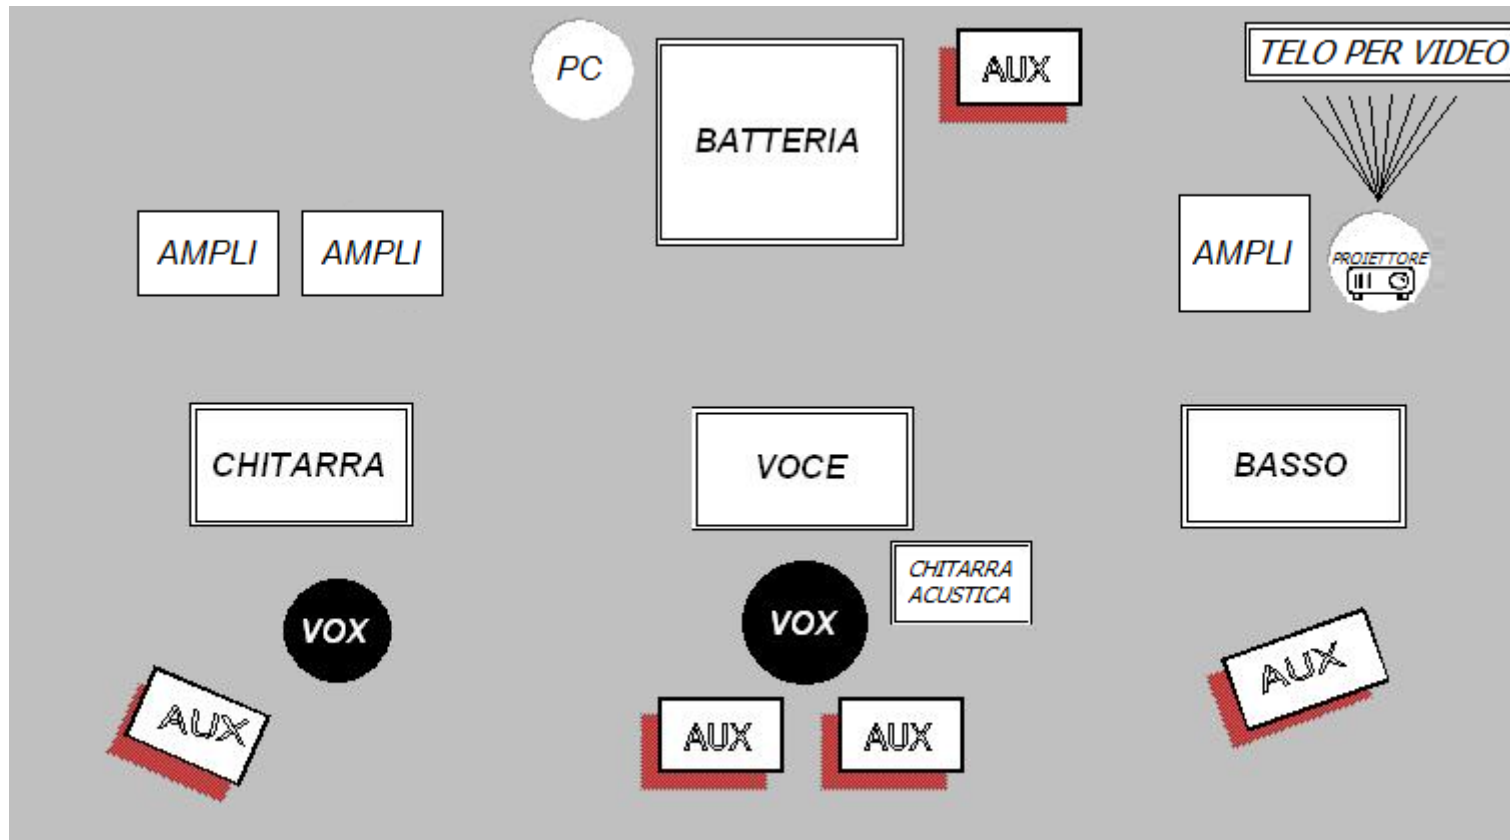 PC
BATTERIA
AUX
TELO PER VIDEO
AMPLI
AMPLI
AMPLI
PROIETTORE
CHITARRA
VOCE
BASSO
CHITARRA
ACUSTICA
VOX
VOX
AUX
AUX
AUX
AUX